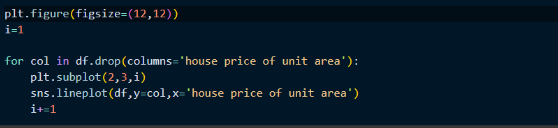 plt.figure(figsize=(12,12))
i=1
for col in df.drop(columns='house price of unit area'):
    plt.subplot(2,3,i)
    sns.lineplot(df,y=col,x='house price of unit area')
    i+=1